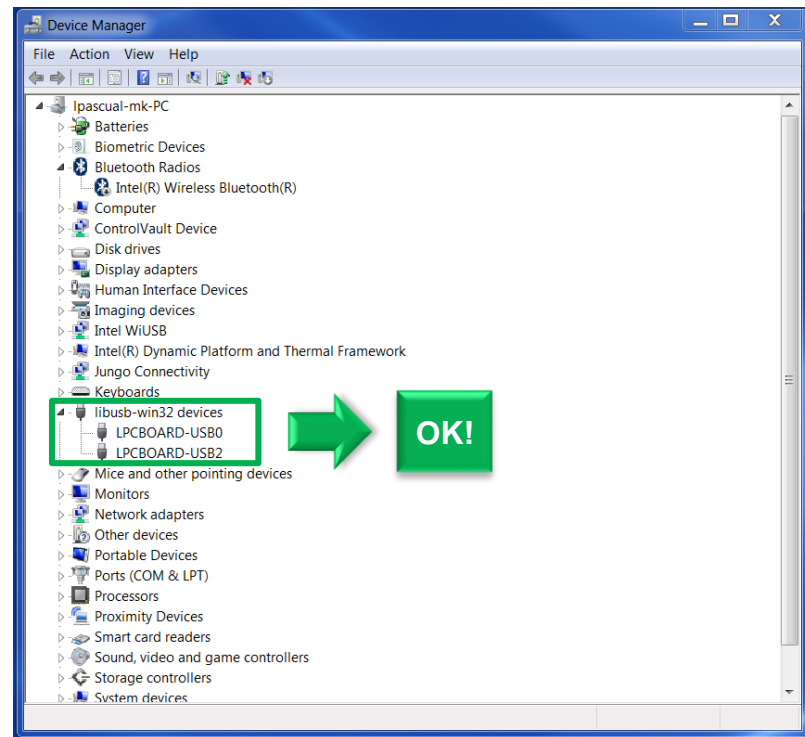 Device Manager
File Action View Help
lpascual-mk-PC
Batteries
Biometric Devices
Bluetooth Radios
Intel(R) Wireless Bluetooth(R)
Computer
ControlVault Device
Disk drives
Display adapters
Human Interface Devices
Imaging devices
Intel WiUSB
Intel(R) Dynamic Platform and Thermal Framework
Jungo Connectivity
Keyboards
libusb-win32 devices
LPCBOARD-USB0
OK!
LPCBOARD-USB2
Mice and other pointing devices
Monitors
Network adapters
Other devices
Portable Devices
Ports (COM & LPT)
Processors
Proximity Devices
Smart card readers
Sound, video and game controllers
Storage controllers
System devices